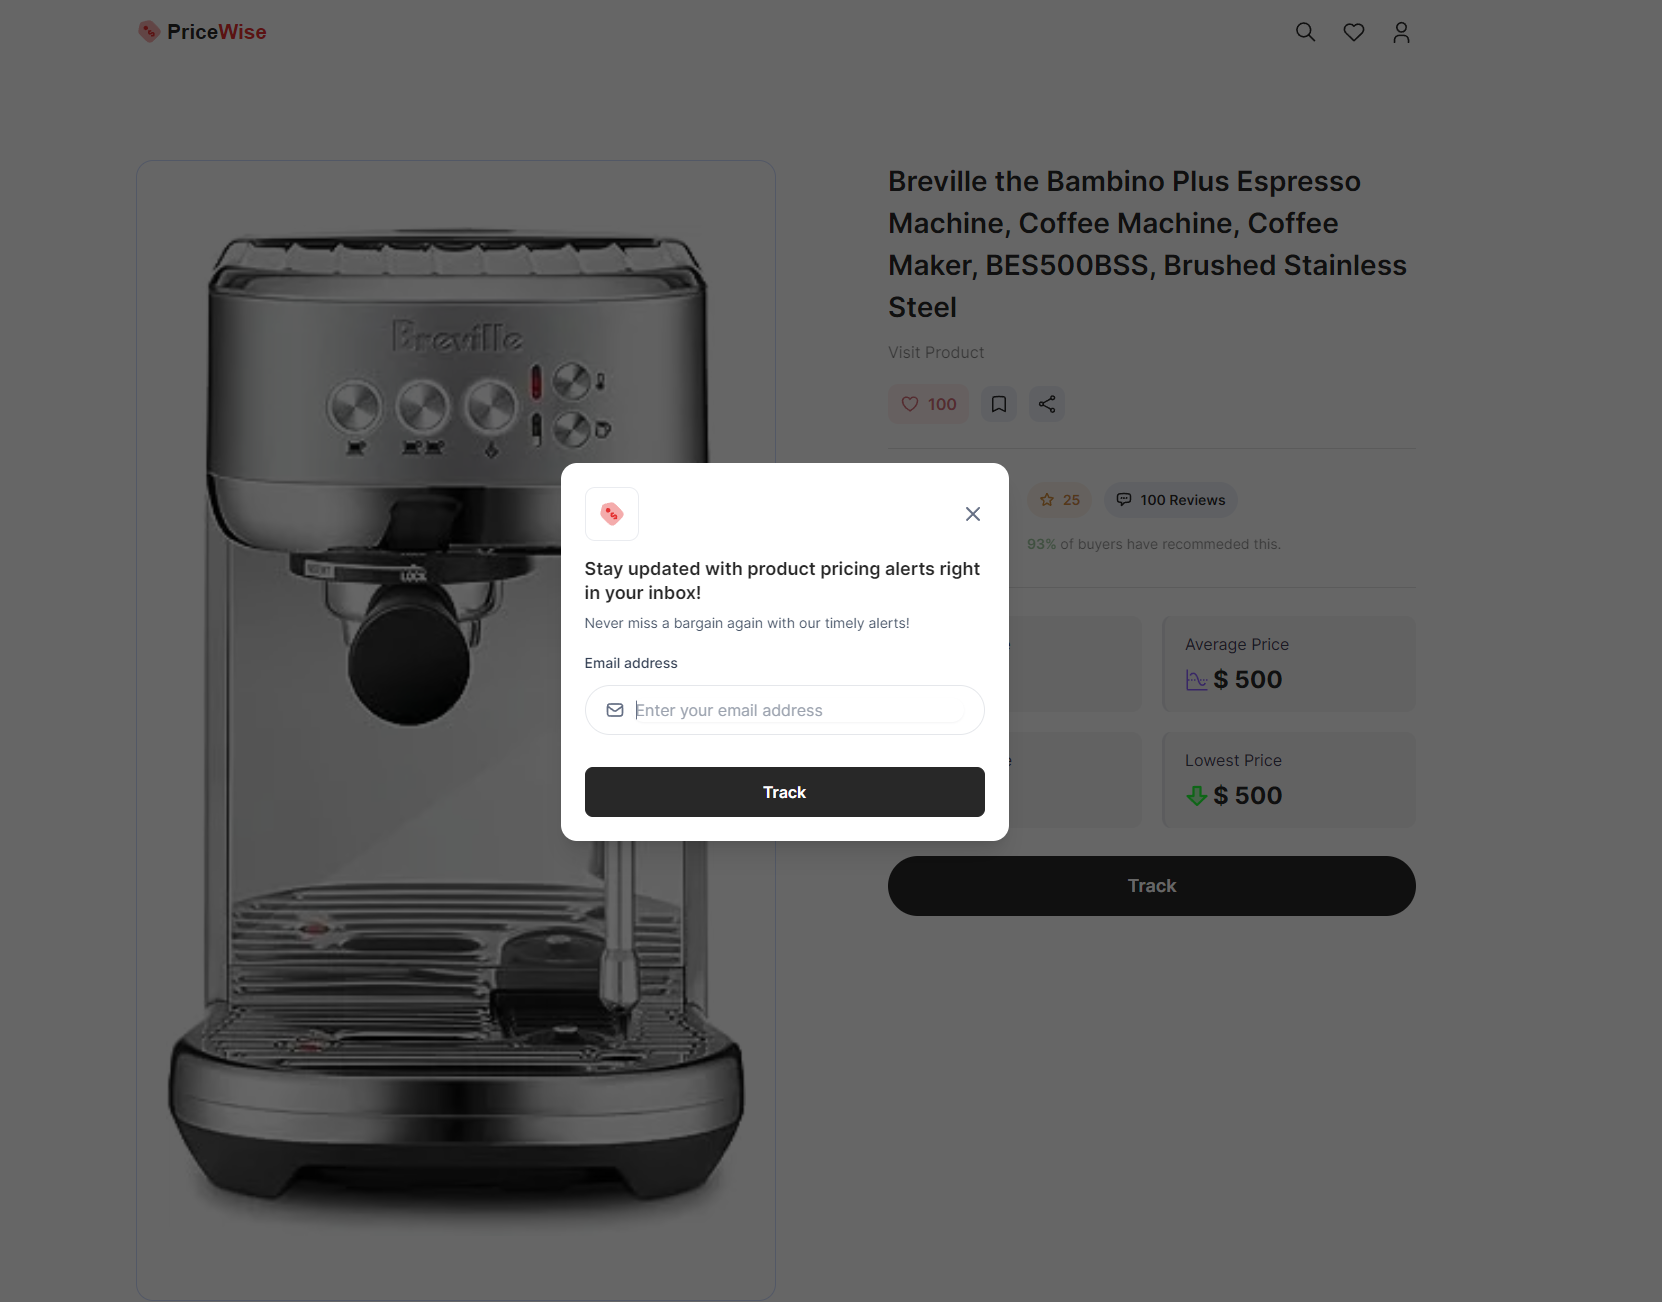 PriceWise
Breville the Bambino Plus Espresso
Machine, Coffee Machine, Coffee
Maker, BES500BSS, Brushed Stainless
Steel
Visit Product
100
25
100 Reviews
93% of buyers have recommeded this.
Average Price
$ 500
Lowest Price
$ 500
Track
Breville
LOCK
Stay updated with product pricing alerts right
in your inbox!
Never miss a bargain again with our timely alerts!
Email address
Enter your email address
Track